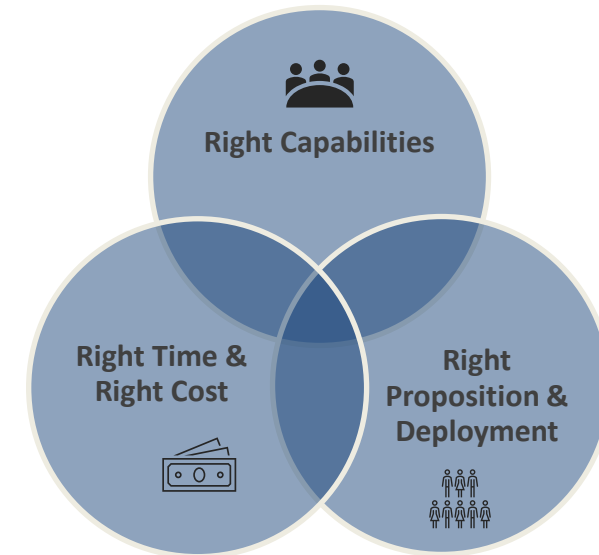 Right Capabilities
Right Time &
Right Cost
Right
Proposition &
Deployment